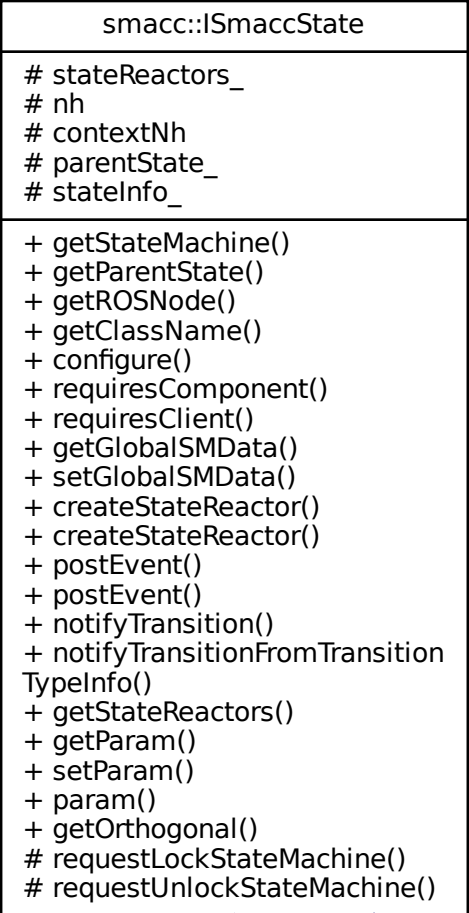 smacc::ISmaccState
# stateReactors_
# nh
# contextNh
# parentState_
# stateInfo_
+ getStateMachine()
+ getParentState()
+ getROSNode()
+ getClassName()
+ configure()
+ requiresComponent()
+ requiresClient()
+ getGlobalSMData()
+ setGlobalSMData()
+ createStateReactor()
+ createStateReactor()
+ postEvent()
+ postEvent()
+ notifyTransition()
+ notifyTransitionFromTransition
TypeInfo()
+ getStateReactors()
+ getParam()
+ setParam()
+ param()
+ getOrthogonal()
# requestLockStateMachine()
# requestUnlockStateMachine()